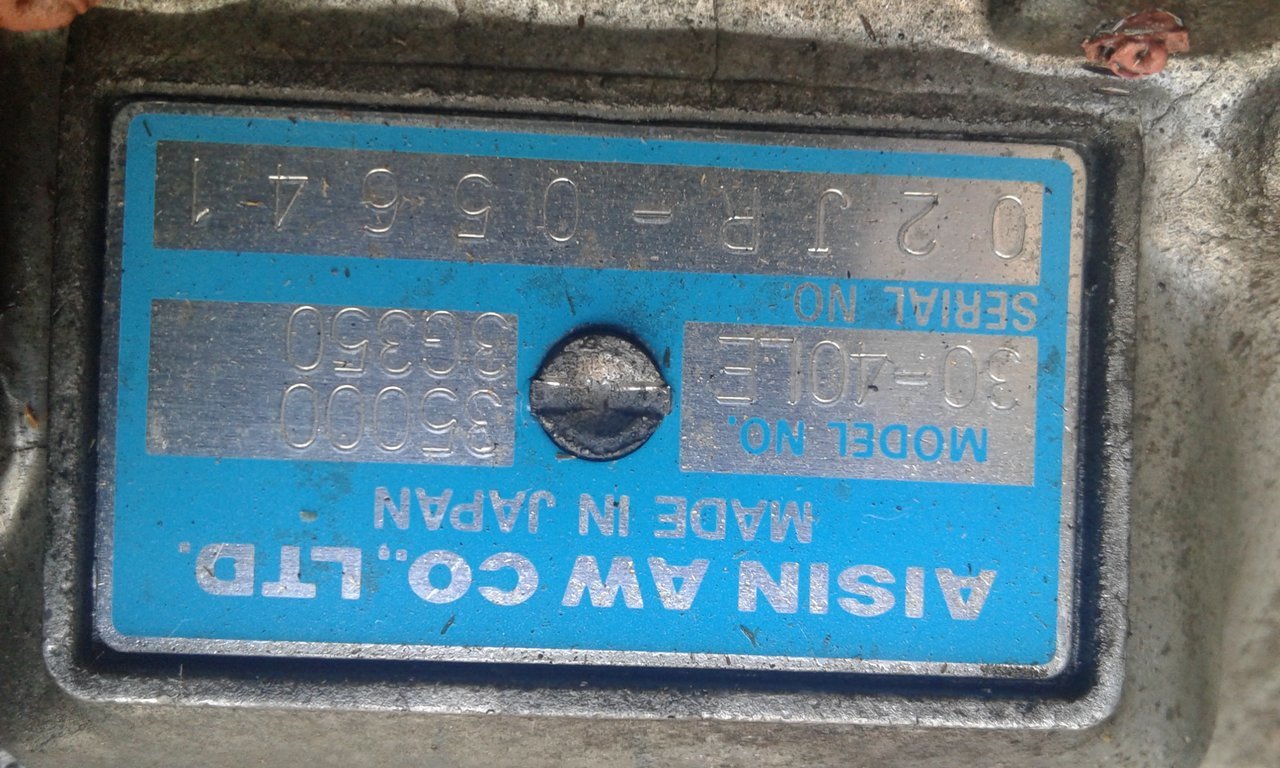 AISIN AW CO.,LTD.
MADE IN JAPAN
MODEL NO.
30-40LE
35000
3G350
SERIAL NO.
02JR-05641